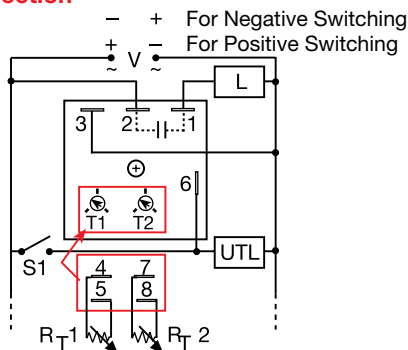 ection
− + For Negative Switching
+ − For Positive Switching
~ V ~
L
3 2 1
6
T1 T2
S1
UTL
4 7
5 8
RT1 RT2